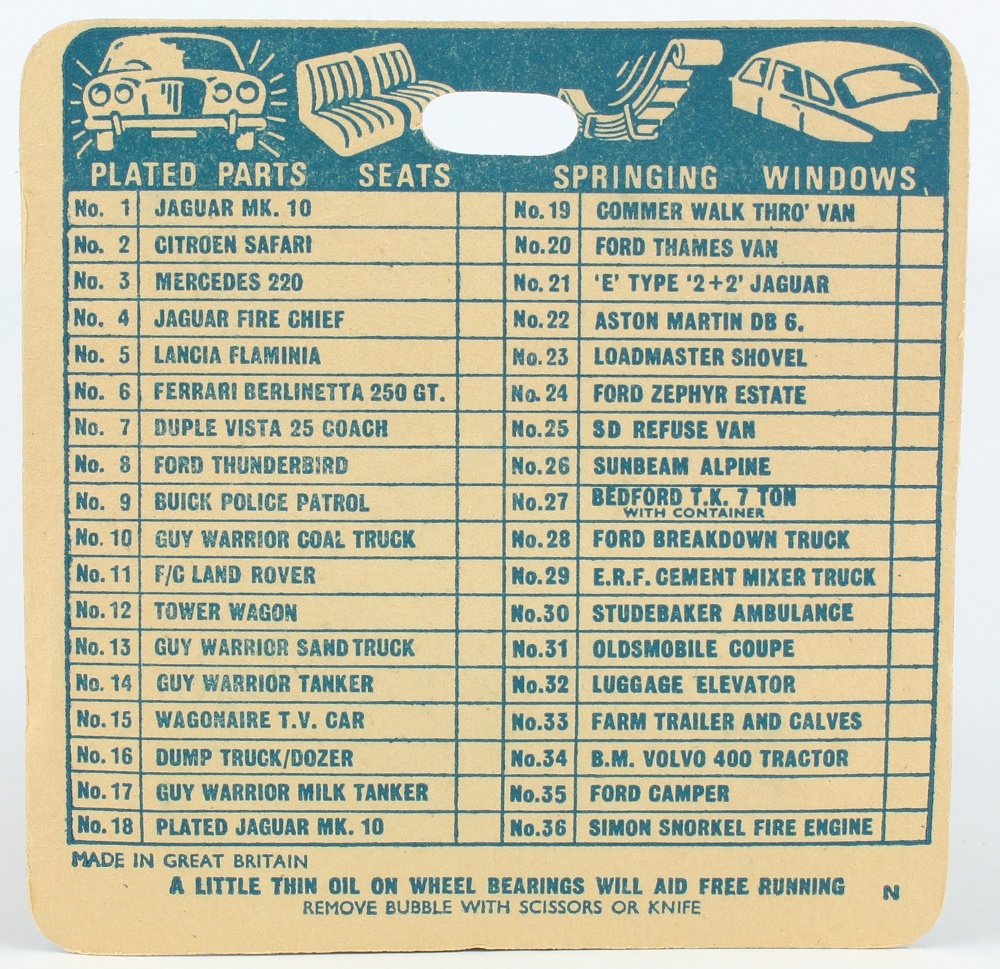 PLATED PARTS SEATS SPRINGING WINDOWS
No. 1 JAGUAR MK. 10
No. 2 CITROEN SAFARI
No. 3 MERCEDES 220
No. 4 JAGUAR FIRE CHIEF
No. 5 LANCIA FLAMINIA
No. 6 FERRARI BERLINETTA 250 GT.
No. 7 DUPLE VISTA 25 COACH
No. 8 FORD THUNDERBIRD
No. 9 BUICK POLICE PATROL
No. 10 GUY WARRIOR COAL TRUCK
No. 11 F/C LAND ROVER
No. 12 TOWER WAGON
No. 13 GUY WARRIOR SAND TRUCK
No. 14 GUY WARRIOR TANKER
No. 15 WAGONAIRE T.V. CAR
No. 16 DUMP TRUCK/DOZER
No. 17 GUY WARRIOR MILK TANKER
No. 18 PLATED JAGUAR MK. 10
No. 19 COMMER WALK THRO' VAN
No. 20 FORD THAMES VAN
No. 21 'E' TYPE '2+2' JAGUAR
No. 22 ASTON MARTIN DB 6.
No. 23 LOADMASTER SHOVEL
No. 24 FORD ZEPHYR ESTATE
No. 25 SD REFUSE VAN
No. 26 SUNBEAM ALPINE
No. 27 BEDFORD T.K. 7 TON
WITH CONTAINER
No. 28 FORD BREAKDOWN TRUCK
No. 29 E.R.F. CEMENT MIXER TRUCK
No. 30 STUDEBAKER AMBULANCE
No. 31 OLDSMOBILE COUPE
No. 32 LUGGAGE ELEVATOR
No. 33 FARM TRAILER AND CALVES
No. 34 B.M. VOLVO 400 TRACTOR
No. 35 FORD CAMPER
No. 36 SIMON SNORKEL FIRE ENGINE
MADE IN GREAT BRITAIN
A LITTLE THIN OIL ON WHEEL BEARINGS WILL AID FREE RUNNING
REMOVE BUBBLE WITH SCISSORS OR KNIFE
N